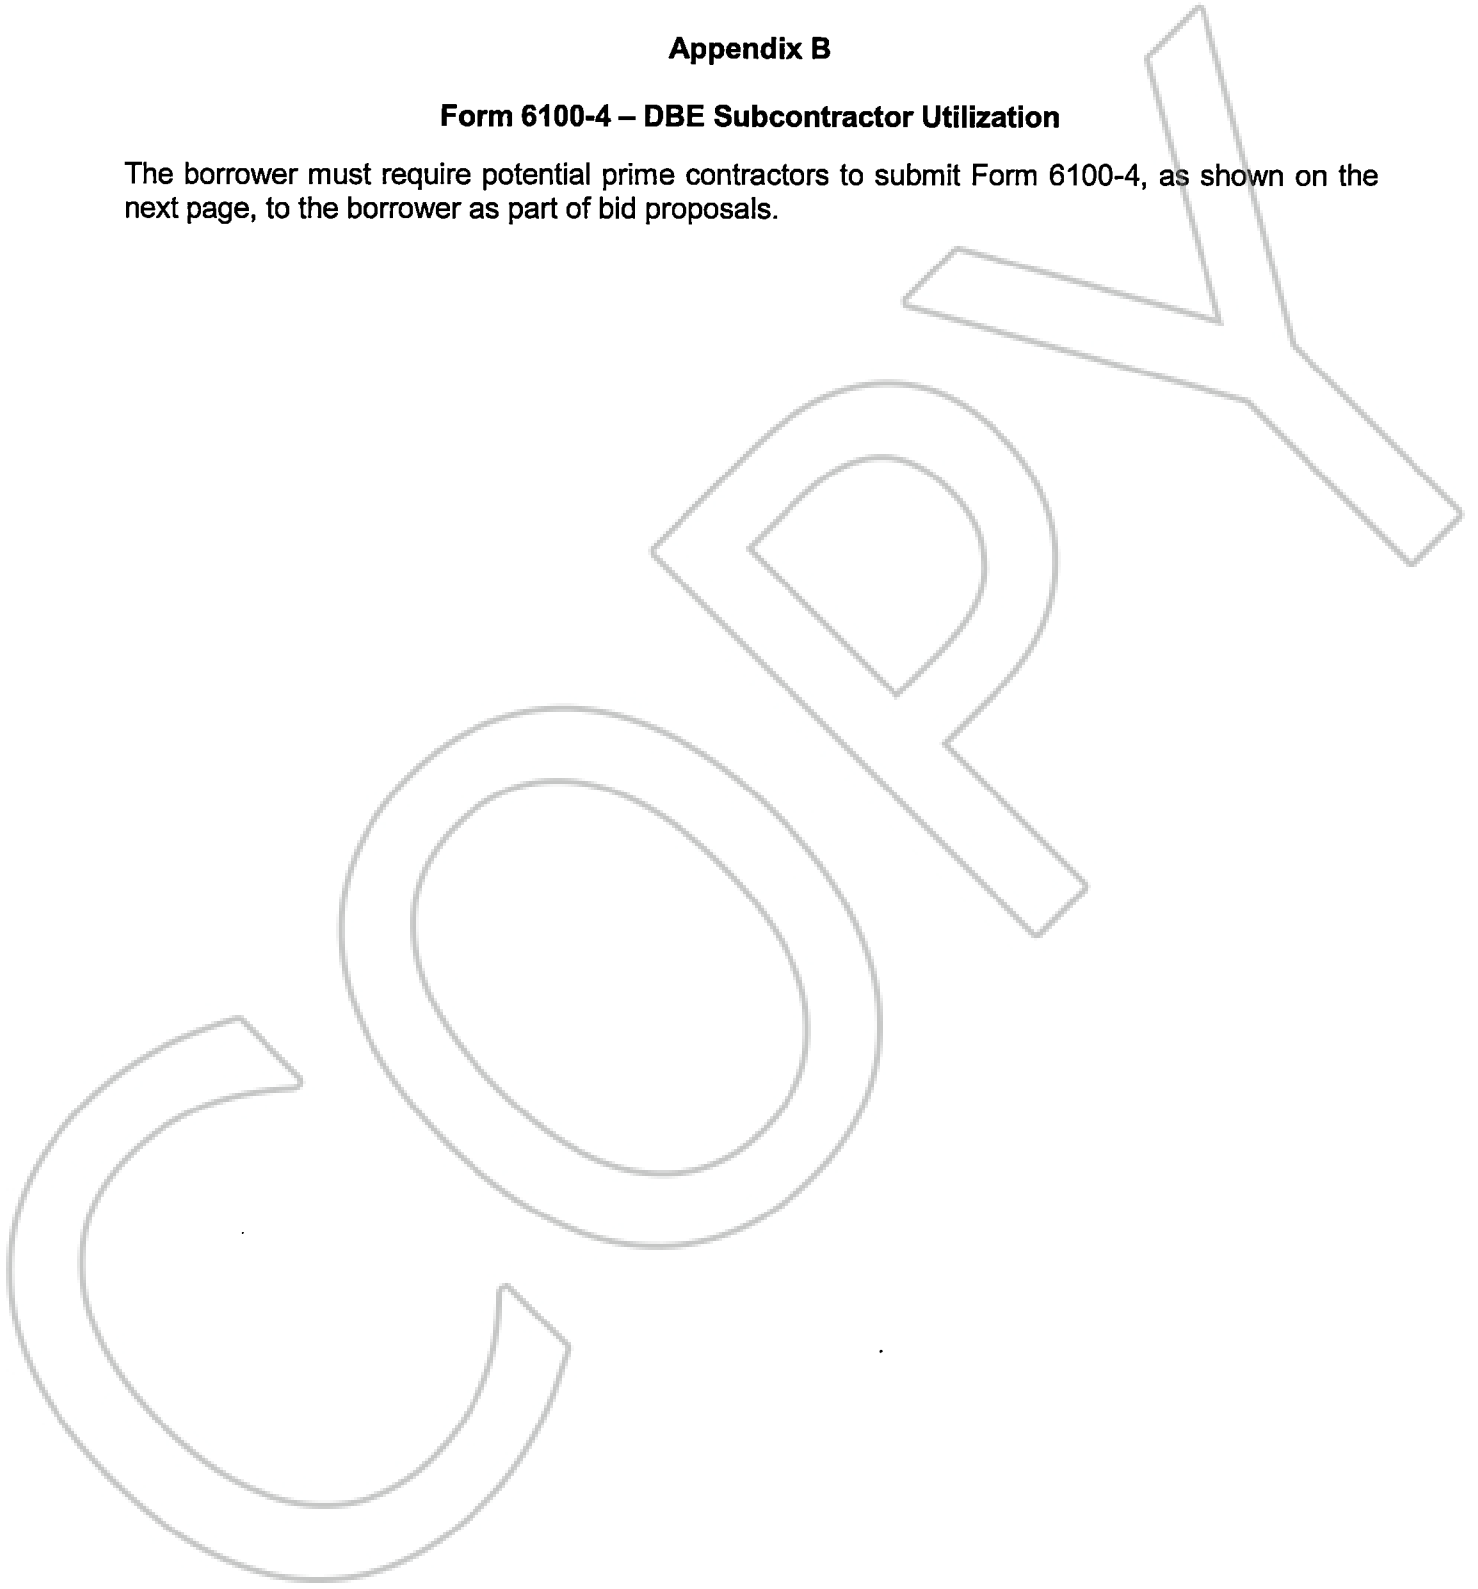 Appendix B
Form 6100-4 – DBE Subcontractor Utilization
The borrower must require potential prime contractors to submit Form 6100-4, as shown on the
next page, to the borrower as part of bid proposals.
COPY